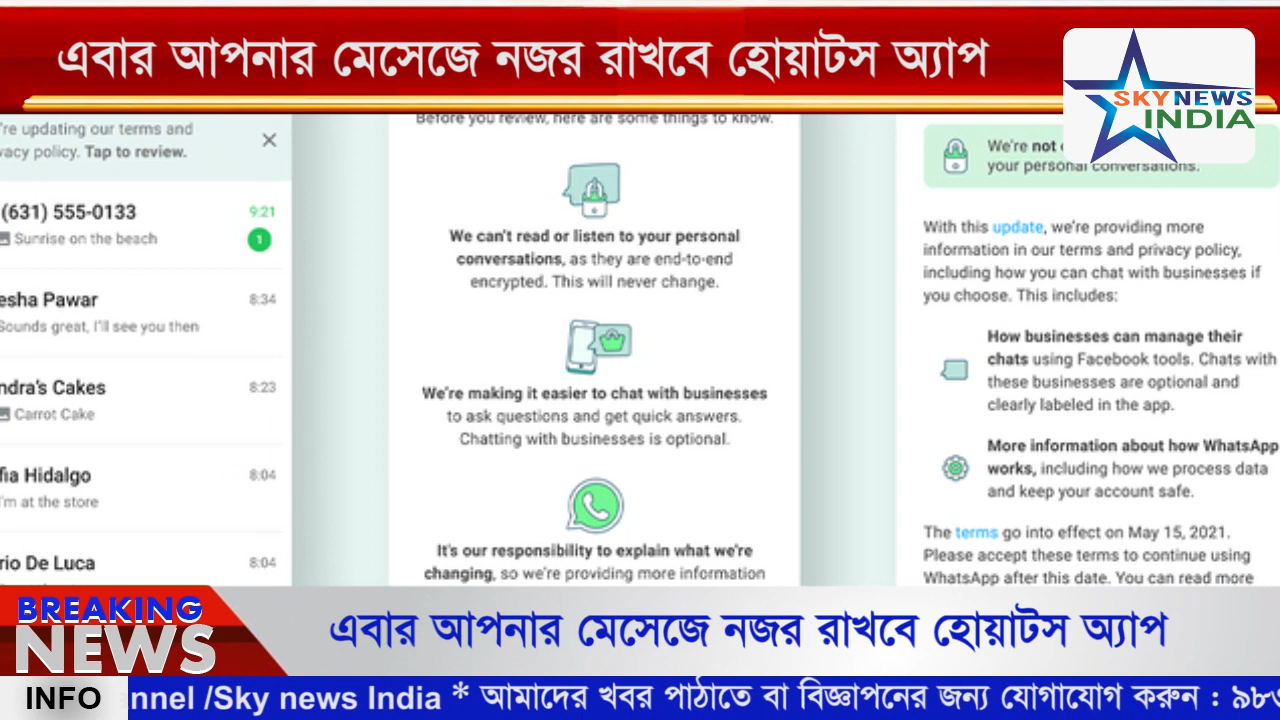 এবার আপনার মেসেজে নজর রাখবে হোয়াটস অ্যাপ
SKYNEWS
INDIA
're updating our terms and
vacy policy. Tap to review.
(631) 555-0133
9:21
Sunrise on the beach
1
esha Pawar
8:34
Sounds great, I'll see you then
ndra's Cakes
8:23
Carrot Cake
fia Hidalgo
8:04
I'm at the store
rio De Luca
8:04
Before you review, here are some things to know.
We can't read or listen to your personal
conversations, as they are end-to-end
encrypted. This will never change.
We're making it easier to chat with businesses
to ask questions and get quick answers.
Chatting with businesses is optional.
It's our responsibility to explain what we're
changing, so we're providing more information
We're not
your personal conversations.
With this update, we're providing more
information in our terms and privacy policy,
including how you can chat with businesses if
you choose. This includes:
How businesses can manage their
chats using Facebook tools. Chats with
these businesses are optional and
clearly labeled in the app.
More information about how WhatsApp
works, including how we process data
and keep your account safe.
The terms go into effect on May 15, 2021.
Please accept these terms to continue using
WhatsApp after this date. You can read more
BREAKING
NEWS
এবার আপনার মেসেজে নজর রাখবে হোয়াটস অ্যাপ
INFO
nnel /Sky news India * আমাদের খবর পাঠাতে বা বিজ্ঞাপনের জন্য যোগাযোগ করুন : ৯৮